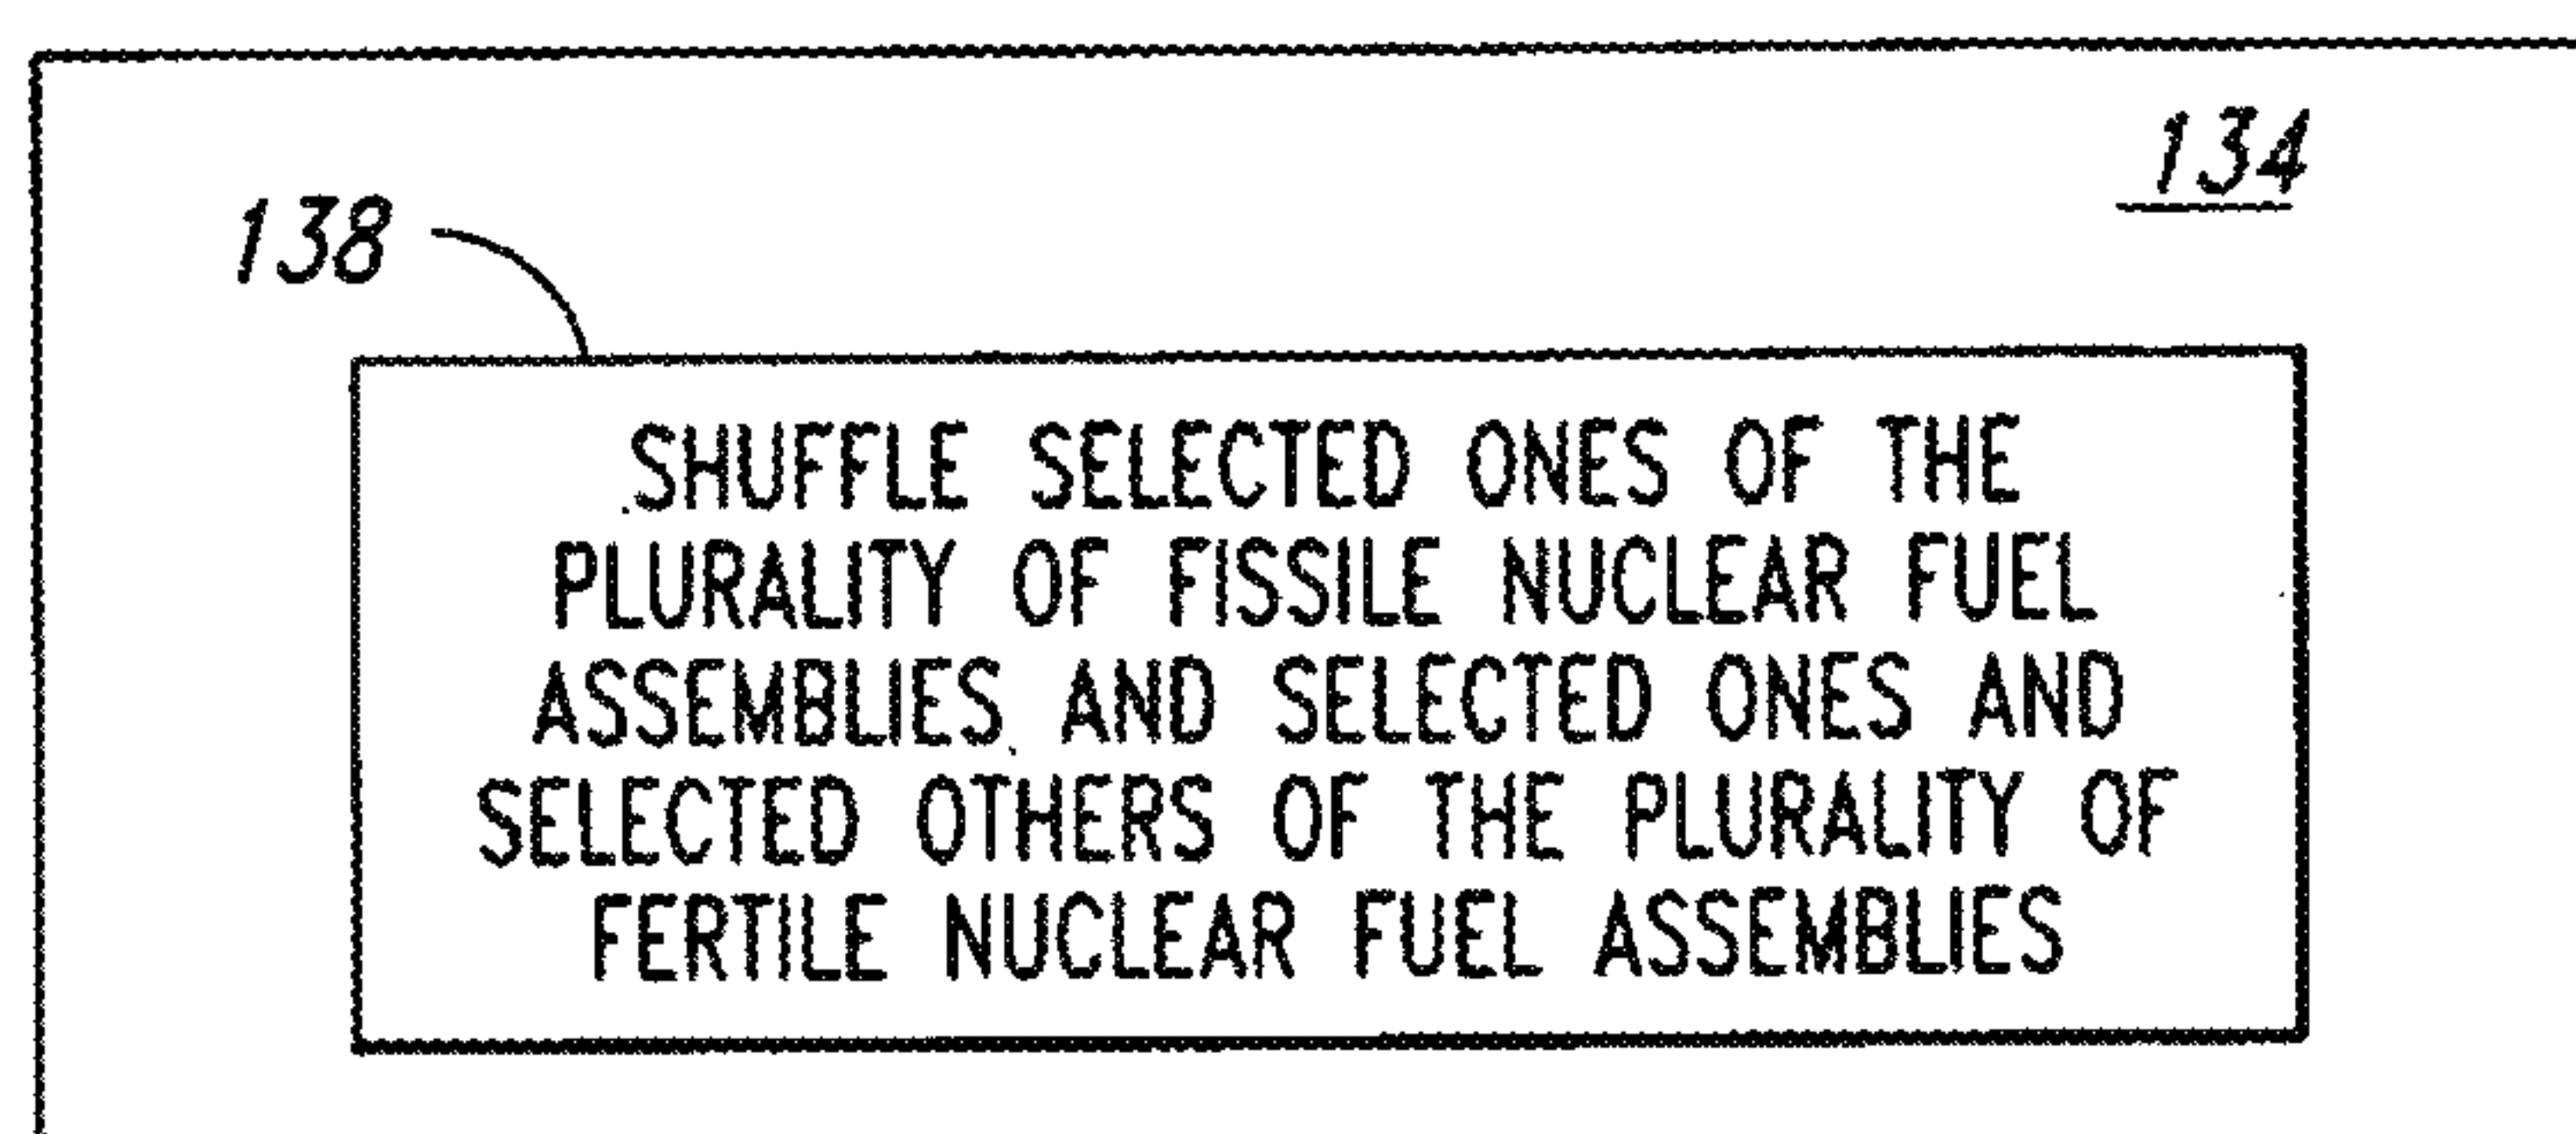 134
138
SHUFFLE SELECTED ONES OF THE
PLURALITY OF FISSILE NUCLEAR FUEL
ASSEMBLIES AND SELECTED ONES AND
SELECTED OTHERS OF THE PLURALITY OF
FERTILE NUCLEAR FUEL ASSEMBLIES